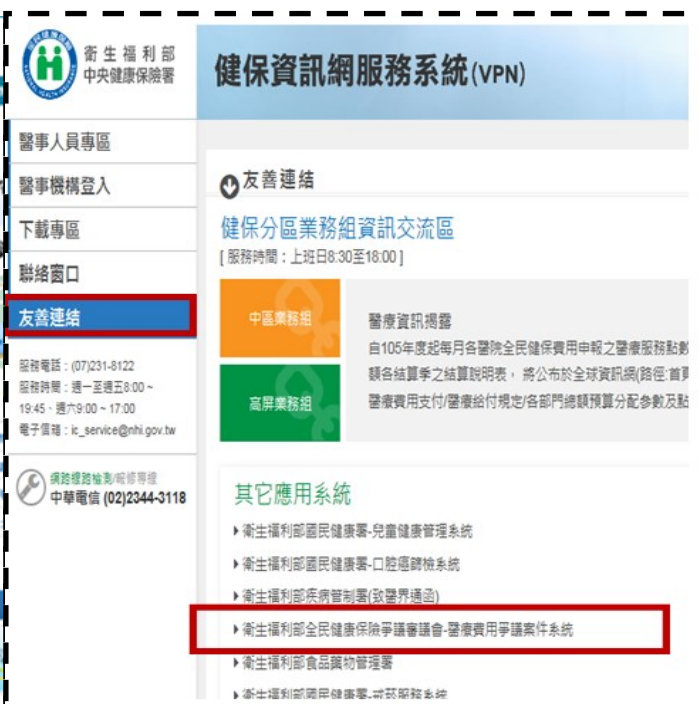 衛生福利部
中央健康保險署
健保資訊網服務系統(VPN)
醫事人員專區
醫事機構登入
下載專區
聯絡窗口
友善連結
服務電話：(07)231-8122
服務時間：週一至週五8:00 ~
19:45、週六9:00 ~ 17:00
電子信箱：ic_service@nhi.gov.tw
網路線路檢測/報修專線
中華電信 (02)2344-3118
友善連結
健保分區業務組資訊交流區
[ 服務時間：上班日8:30至18:00 ]
中區業務組
高屏業務組
醫療資訊揭露
自105年度起每月各醫院全民健保費用申報之醫療服務點數
額各結算季之結算說明表， 將公布於全球資訊網(路徑:首頁
醫療費用支付/醫療給付規定/各部門總額預算分配參數及點
其它應用系統
衛生福利部國民健康署-兒童健康管理系統
衛生福利部國民健康署-口腔癌篩檢系統
衛生福利部疾病管制署(致醫界通函)
衛生福利部全民健康保險爭議審議會-醫療費用爭議案件系統
衛生福利部食品藥物管理署
衛生福利部國民健康署-戒菸服務系統